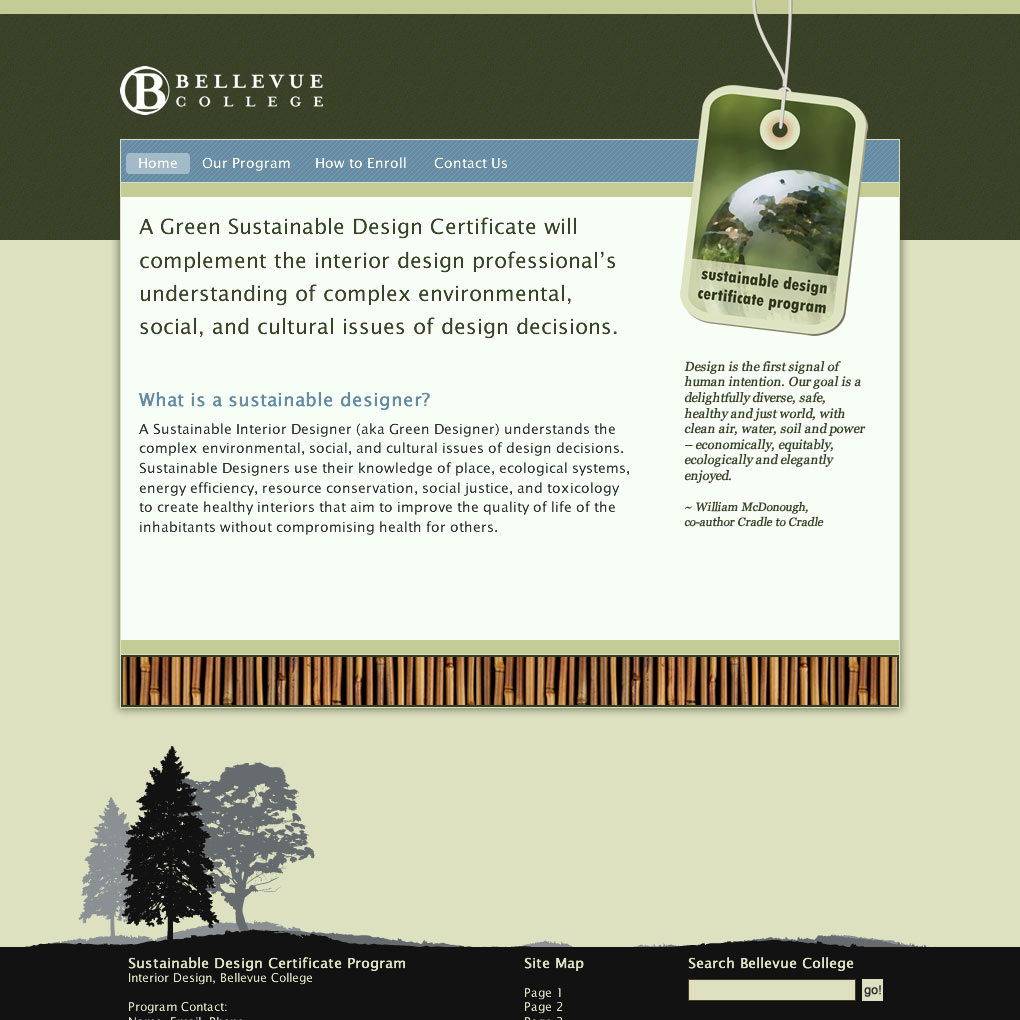 B BELLEVUE
COLLEGE
Home Our Program How to Enroll Contact Us
sustainable design
certificate program
A Green Sustainable Design Certificate will
complement the interior design professional’s
understanding of complex environmental,
social, and cultural issues of design decisions.
What is a sustainable designer?
A Sustainable Interior Designer (aka Green Designer) understands the
complex environmental, social, and cultural issues of design decisions.
Sustainable Designers use their knowledge of place, ecological systems,
energy efficiency, resource conservation, social justice, and toxicology
to create healthy interiors that aim to improve the quality of life of the
inhabitants without compromising health for others.
Design is the first signal of
human intention. Our goal is a
delightfully diverse, safe,
healthy and just world, with
clean air, water, soil and power
– economically, equitably,
ecologically and elegantly
enjoyed.
~ William McDonough,
co-author Cradle to Cradle
Sustainable Design Certificate Program
Interior Design, Bellevue College
Program Contact:
Name, Email, Phone
Site Map
Page 1
Page 2
Page 3
Search Bellevue College
go!